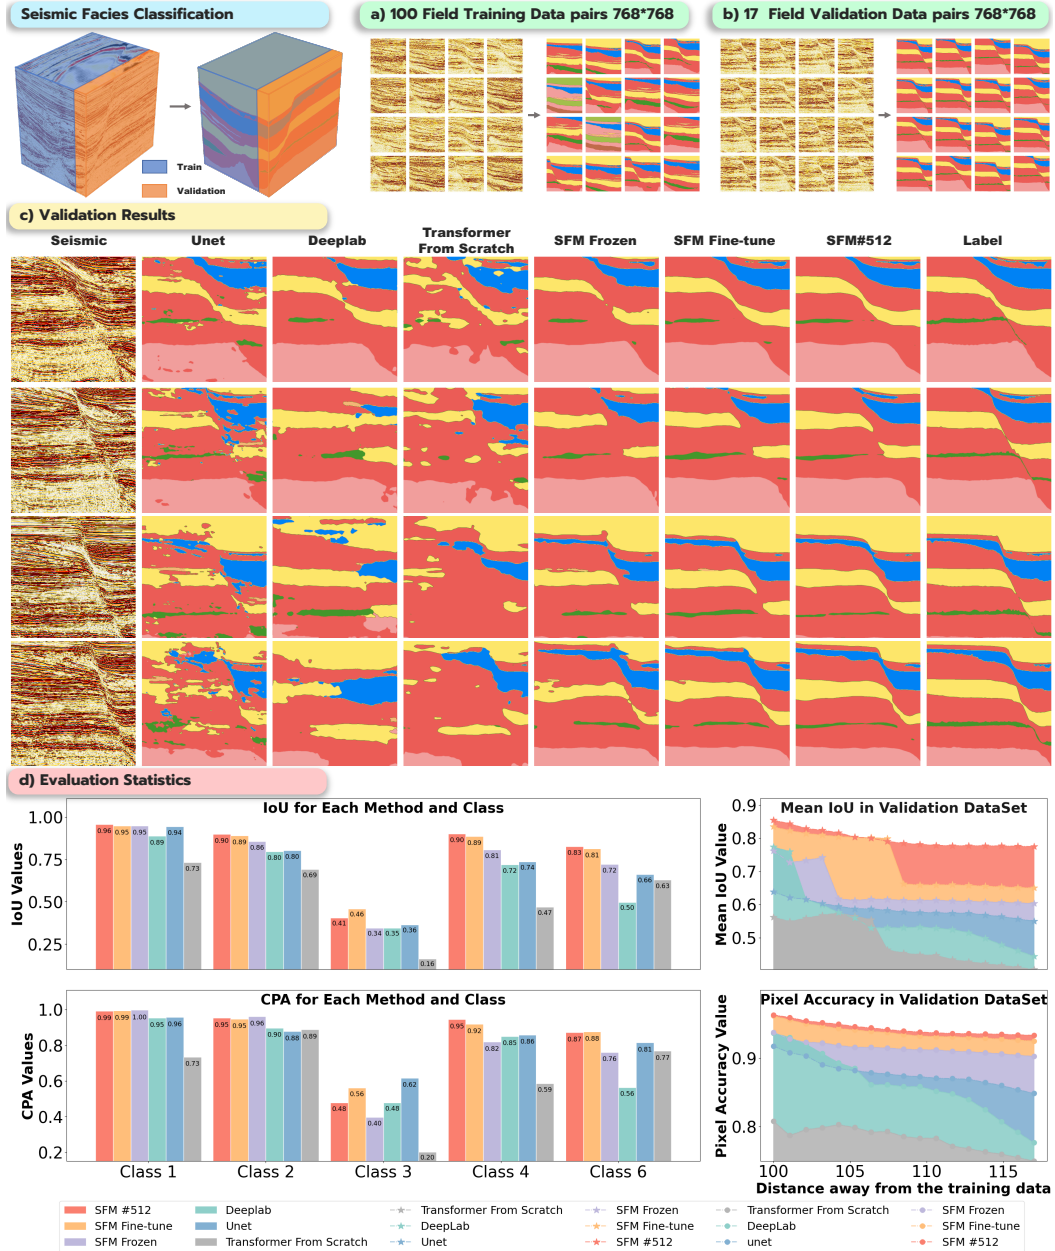 Seismic Facies Classification
a) 100 Field Training Data pairs 768*768
b) 17 Field Validation Data pairs 768*768
Train
Validation
c) Validation Results
Seismic
Unet
Deeplab
Transformer
From Scratch
SFM Frozen
SFM Fine-tune
SFM#512
Label
d) Evaluation Statistics
IoU for Each Method and Class
IoU Values
1.00
0.75
0.50
0.25
0.96 0.95 0.95 0.89 0.94 0.73
0.90 0.89 0.86 0.80 0.80 0.69
0.41 0.46 0.34 0.35 0.36 0.16
0.90 0.89 0.81 0.72 0.74 0.47
0.83 0.81 0.72 0.50 0.66 0.63
Mean IoU in Validation DataSet
Mean IoU Value
0.9
0.8
0.7
0.6
0.5
CPA for Each Method and Class
CPA Values
1.0
0.8
0.6
0.4
0.2
0.99 0.99 1.00 0.95 0.96 0.73
0.95 0.95 0.96 0.90 0.88 0.89
0.48 0.56 0.40 0.48 0.62 0.20
0.95 0.92 0.82 0.85 0.86 0.59
0.87 0.88 0.76 0.56 0.81 0.77
Class 1 Class 2 Class 3 Class 4 Class 6
Pixel Accuracy in Validation DataSet
Pixel Accuracy Value
0.9
0.8
100 105 110 115
Distance away from the training data
SFM #512 Deeplab Transformer From Scratch SFM Frozen Transformer From Scratch SFM Frozen
SFM Fine-tune Unet DeepLab SFM Fine-tune DeepLab SFM Fine-tune
SFM Frozen Transformer From Scratch Unet SFM #512 unet SFM #512